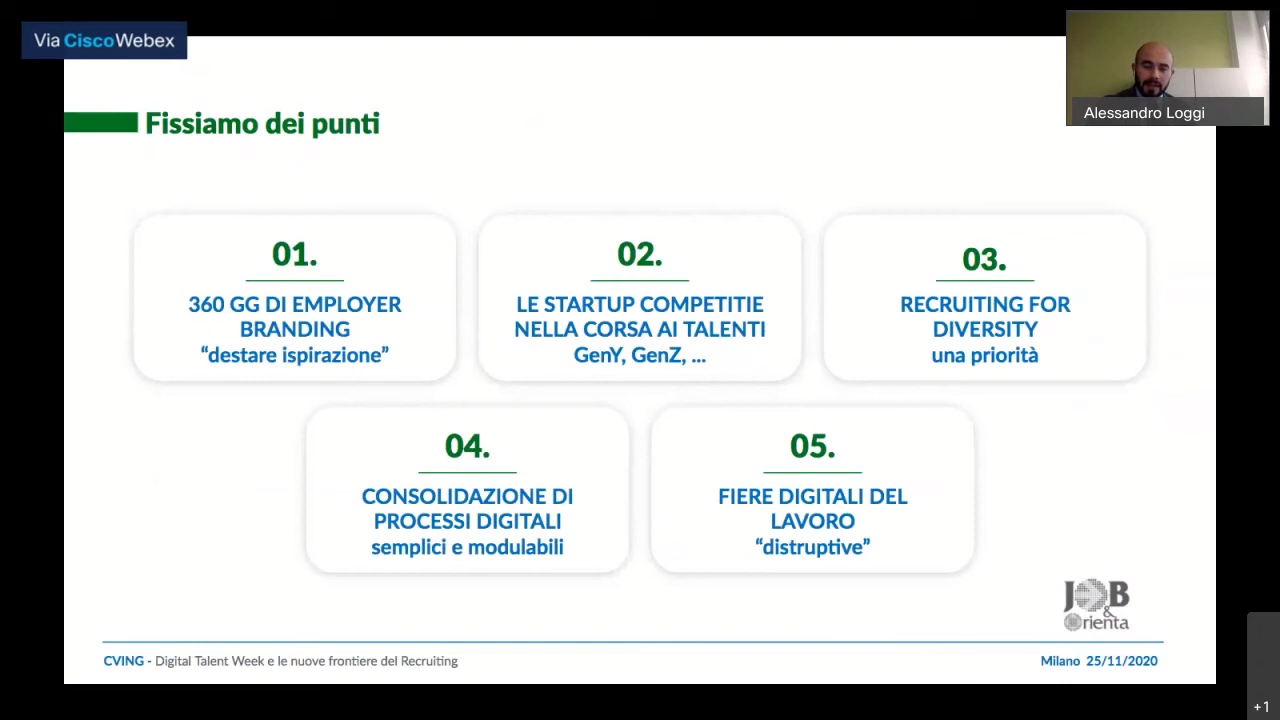 Via Cisco Webex
Alessandro Loggi
Fissiamo dei punti
01.
360 GG DI EMPLOYER
BRANDING
“destare ispirazione”
02.
LE STARTUP COMPETITIE
NELLA CORSA AI TALENTI
GenY, GenZ, ...
03.
RECRUITING FOR
DIVERSITY
una priorità
04.
CONSOLIDAZIONE DI
PROCESSI DIGITALI
semplici e modulabili
05.
FIERE DIGITALI DEL
LAVORO
“distruptive”
JOB
&
Orienta
CVING - Digital Talent Week e le nuove frontiere del Recruiting
Milano 25/11/2020
+1